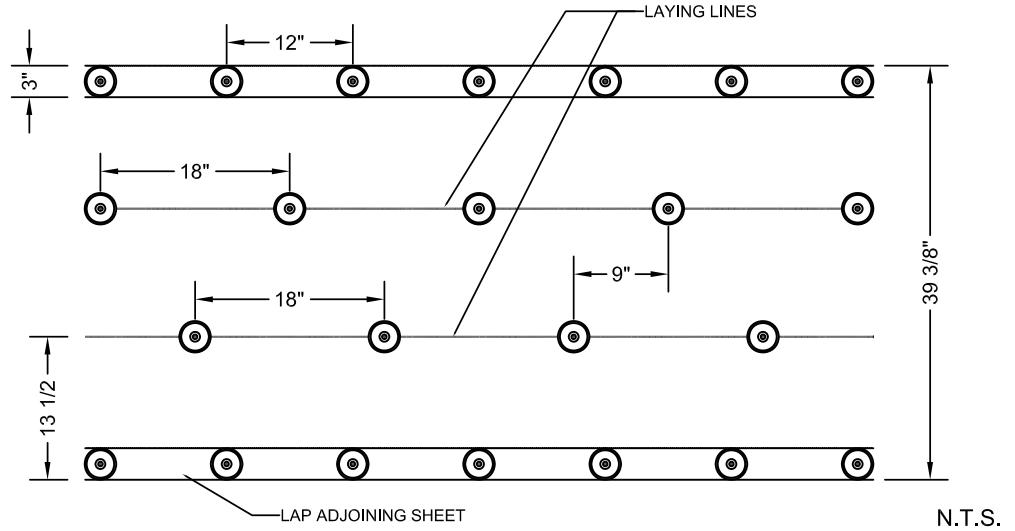 LAYING LINES
12"
3"
18"
9"
39 3/8"
18"
13 1/2
LAP ADJOINING SHEET
N.T.S.